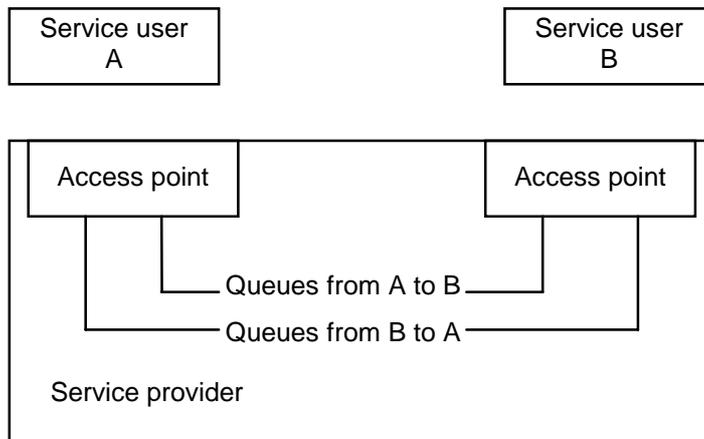 Service user
A
Service user
B
Access point
Access point
Queues from A to B
Queues from B to A
Service provider